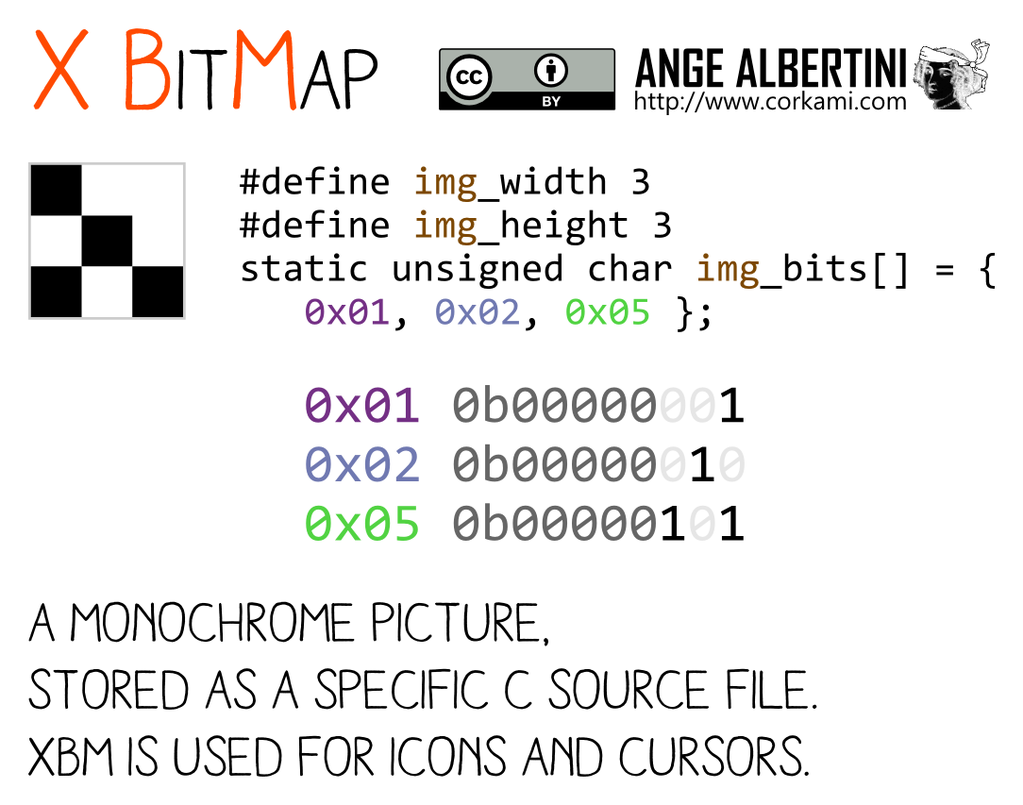 X BITMAP
CC BY
ANGE ALBERTINI
http://www.corkami.com
#define img_width 3
#define img_height 3
static unsigned char img_bits[] = {
0x01, 0x02, 0x05 };
0x01 0b00000001
0x02 0b00000010
0x05 0b00000101
A MONOCHROME PICTURE,
STORED AS A SPECIFIC C SOURCE FILE.
XBM IS USED FOR ICONS AND CURSORS.